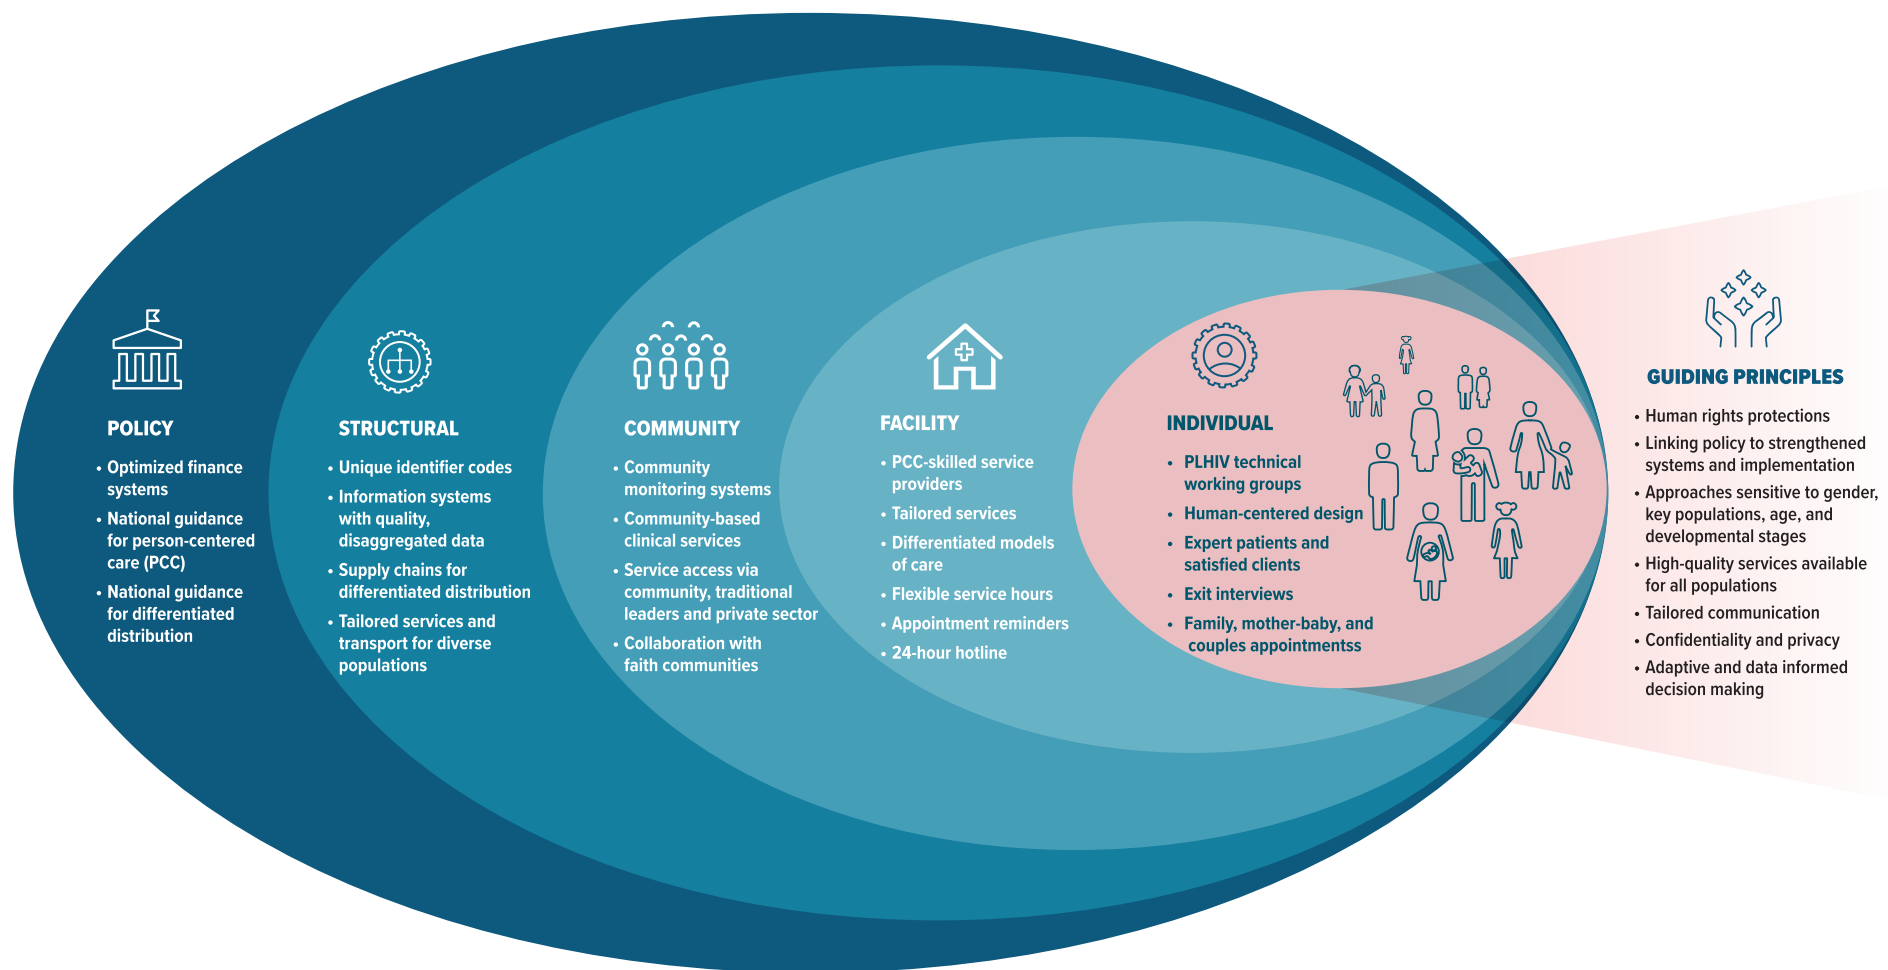 POLICY
• Optimized finance
systems
• National guidance
for person-centered
care (PCC)
• National guidance
for differentiated
distribution
STRUCTURAL
• Unique identifier codes
• Information systems
with quality,
disaggregated data
• Supply chains for
differentiated distribution
• Tailored services and
transport for diverse
populations
COMMUNITY
• Community
monitoring systems
• Community-based
clinical services
• Service access via
community, traditional
leaders and private sector
• Collaboration with
faith communities
FACILITY
• PCC-skilled service
providers
• Tailored services
• Differentiated models
of care
• Flexible service hours
• Appointment reminders
• 24-hour hotline
INDIVIDUAL
• PLHIV technical
working groups
• Human-centered design
• Expert patients and
satisfied clients
• Exit interviews
• Family, mother-baby, and
couples appointmentss
GUIDING PRINCIPLES
• Human rights protections
• Linking policy to strengthened
systems and implementation
• Approaches sensitive to gender,
key populations, age, and
developmental stages
• High-quality services available
for all populations
• Tailored communication
• Confidentiality and privacy
• Adaptive and data informed
decision making